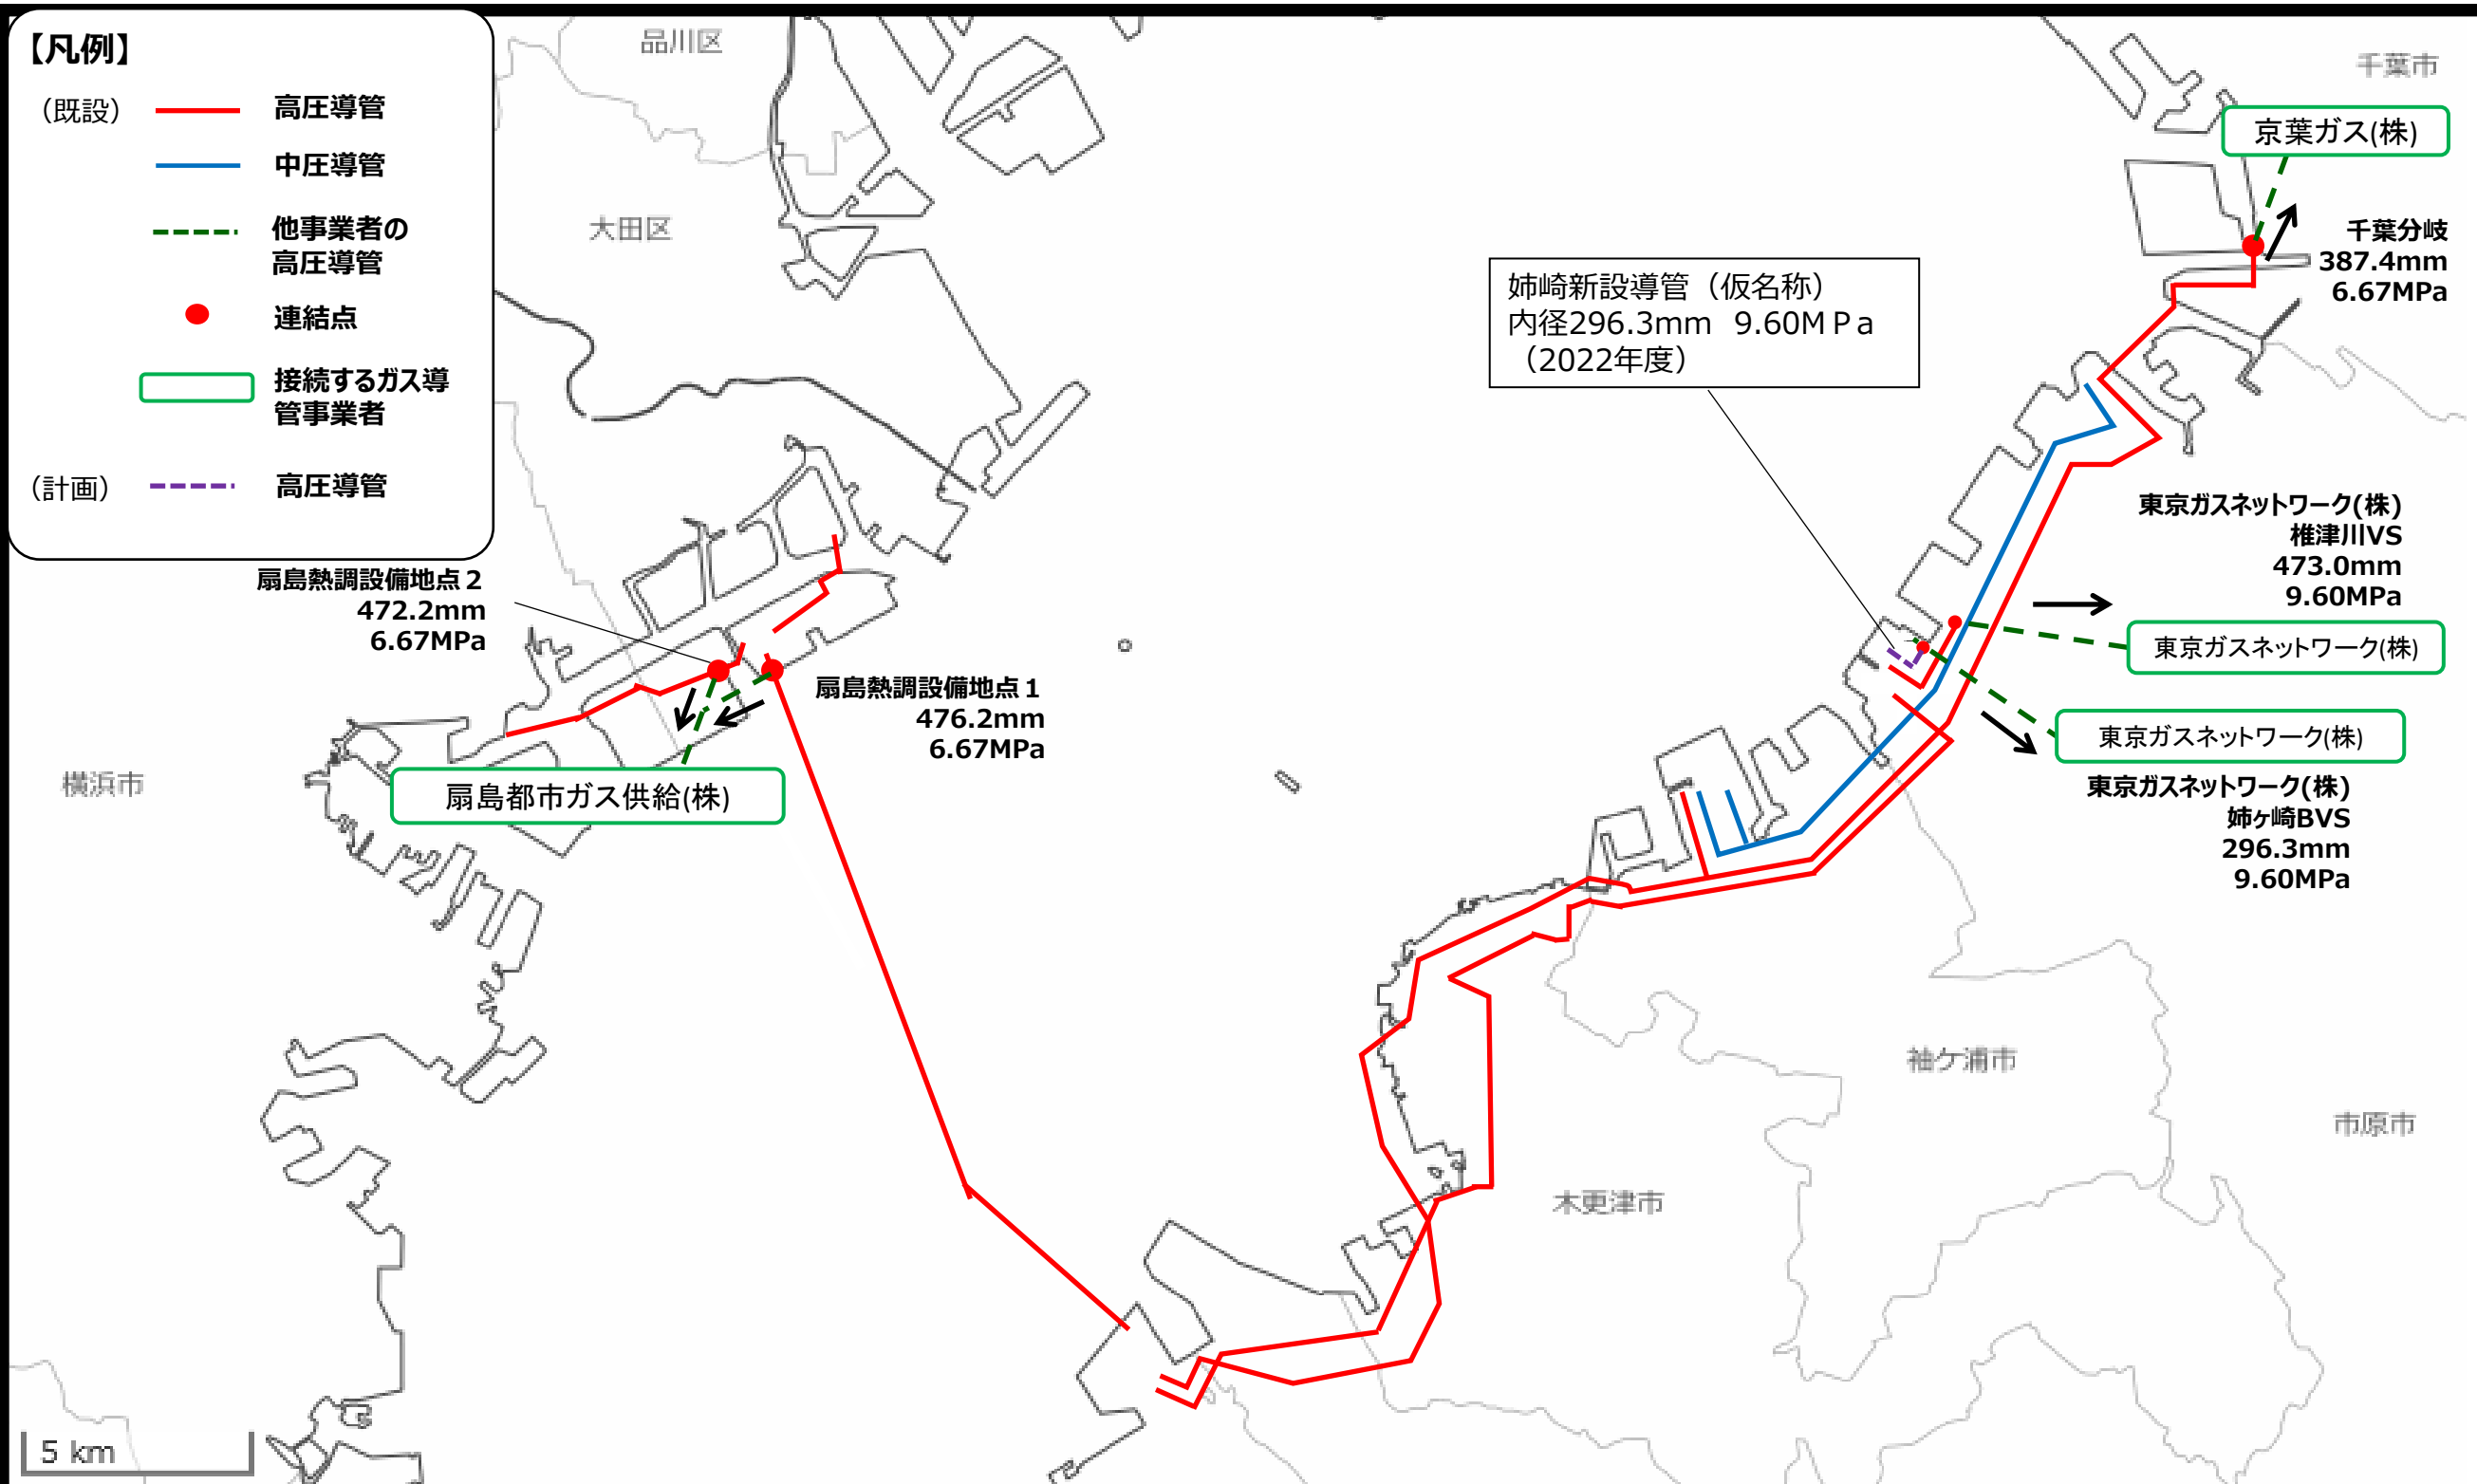 【凡例】
（既設）
高圧導管
中圧導管
他事業者の
高圧導管
連結点
接続するガス導
管事業者
（計画）
高圧導管
品川区
大田区
千葉市
京葉ガス(株)
千葉分岐
387.4mm
6.67MPa
姉崎新設導管（仮名称）
内径296.3mm 9.60MPa
（2022年度）
東京ガスネットワーク(株)
椎津川VS
473.0mm
9.60MPa
東京ガスネットワーク(株)
東京ガスネットワーク(株)
東京ガスネットワーク(株)
姉ヶ崎BVS
296.3mm
9.60MPa
扇島熱調設備地点２
472.2mm
6.67MPa
扇島熱調設備地点１
476.2mm
6.67MPa
横浜市
扇島都市ガス供給(株)
袖ケ浦市
市原市
木更津市
5 km